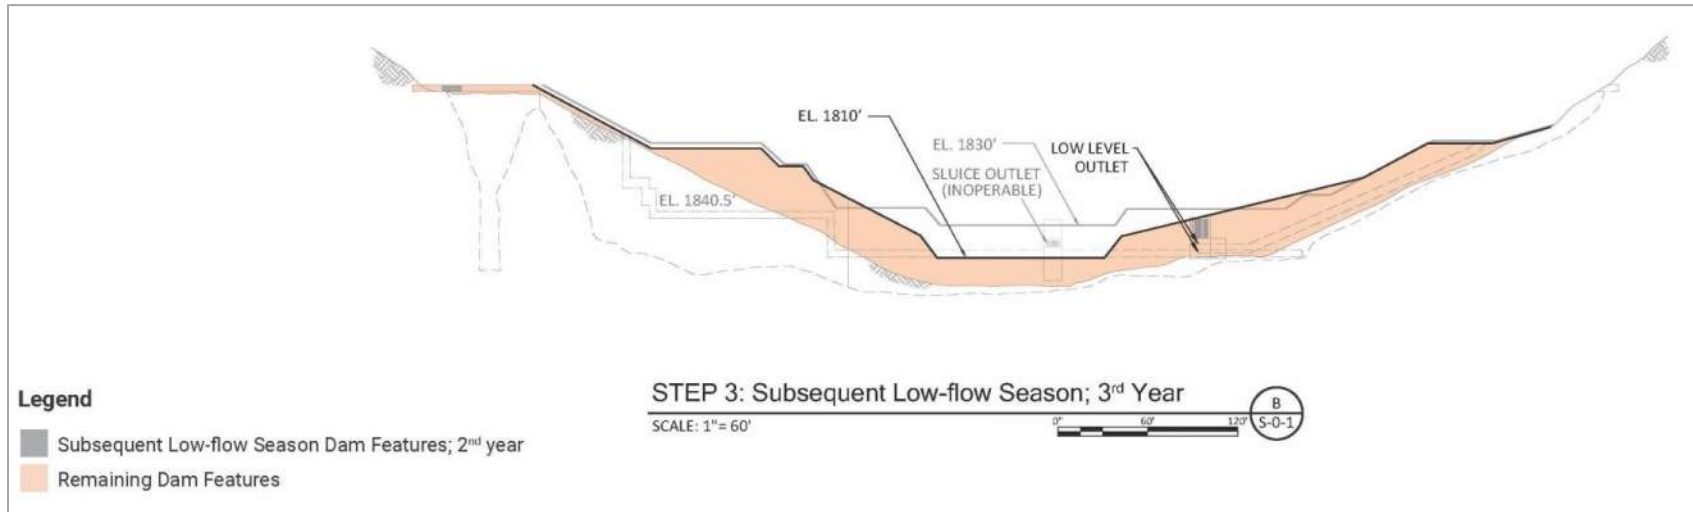 EL. 1810'
EL. 1830'
SLUICE OUTLET
(INOPERABLE)
LOW LEVEL
OUTLET
EL. 1840.5'
STEP 3: Subsequent Low-flow Season; 3rd Year
SCALE: 1"= 60'
0" 60' 120'
B
S-0-1
Legend
Subsequent Low-flow Season Dam Features; 2nd year
Remaining Dam Features